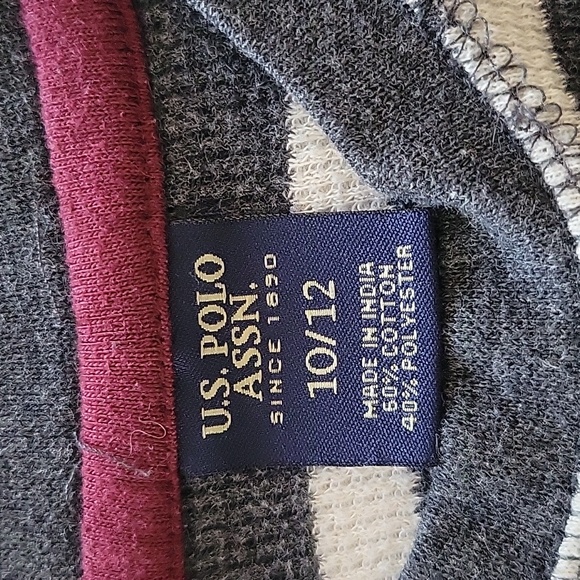 U.S. POLO
ASSN.
SINCE 1890
10/12
MADE IN INDIA
60% COTTON
40% POLYESTER